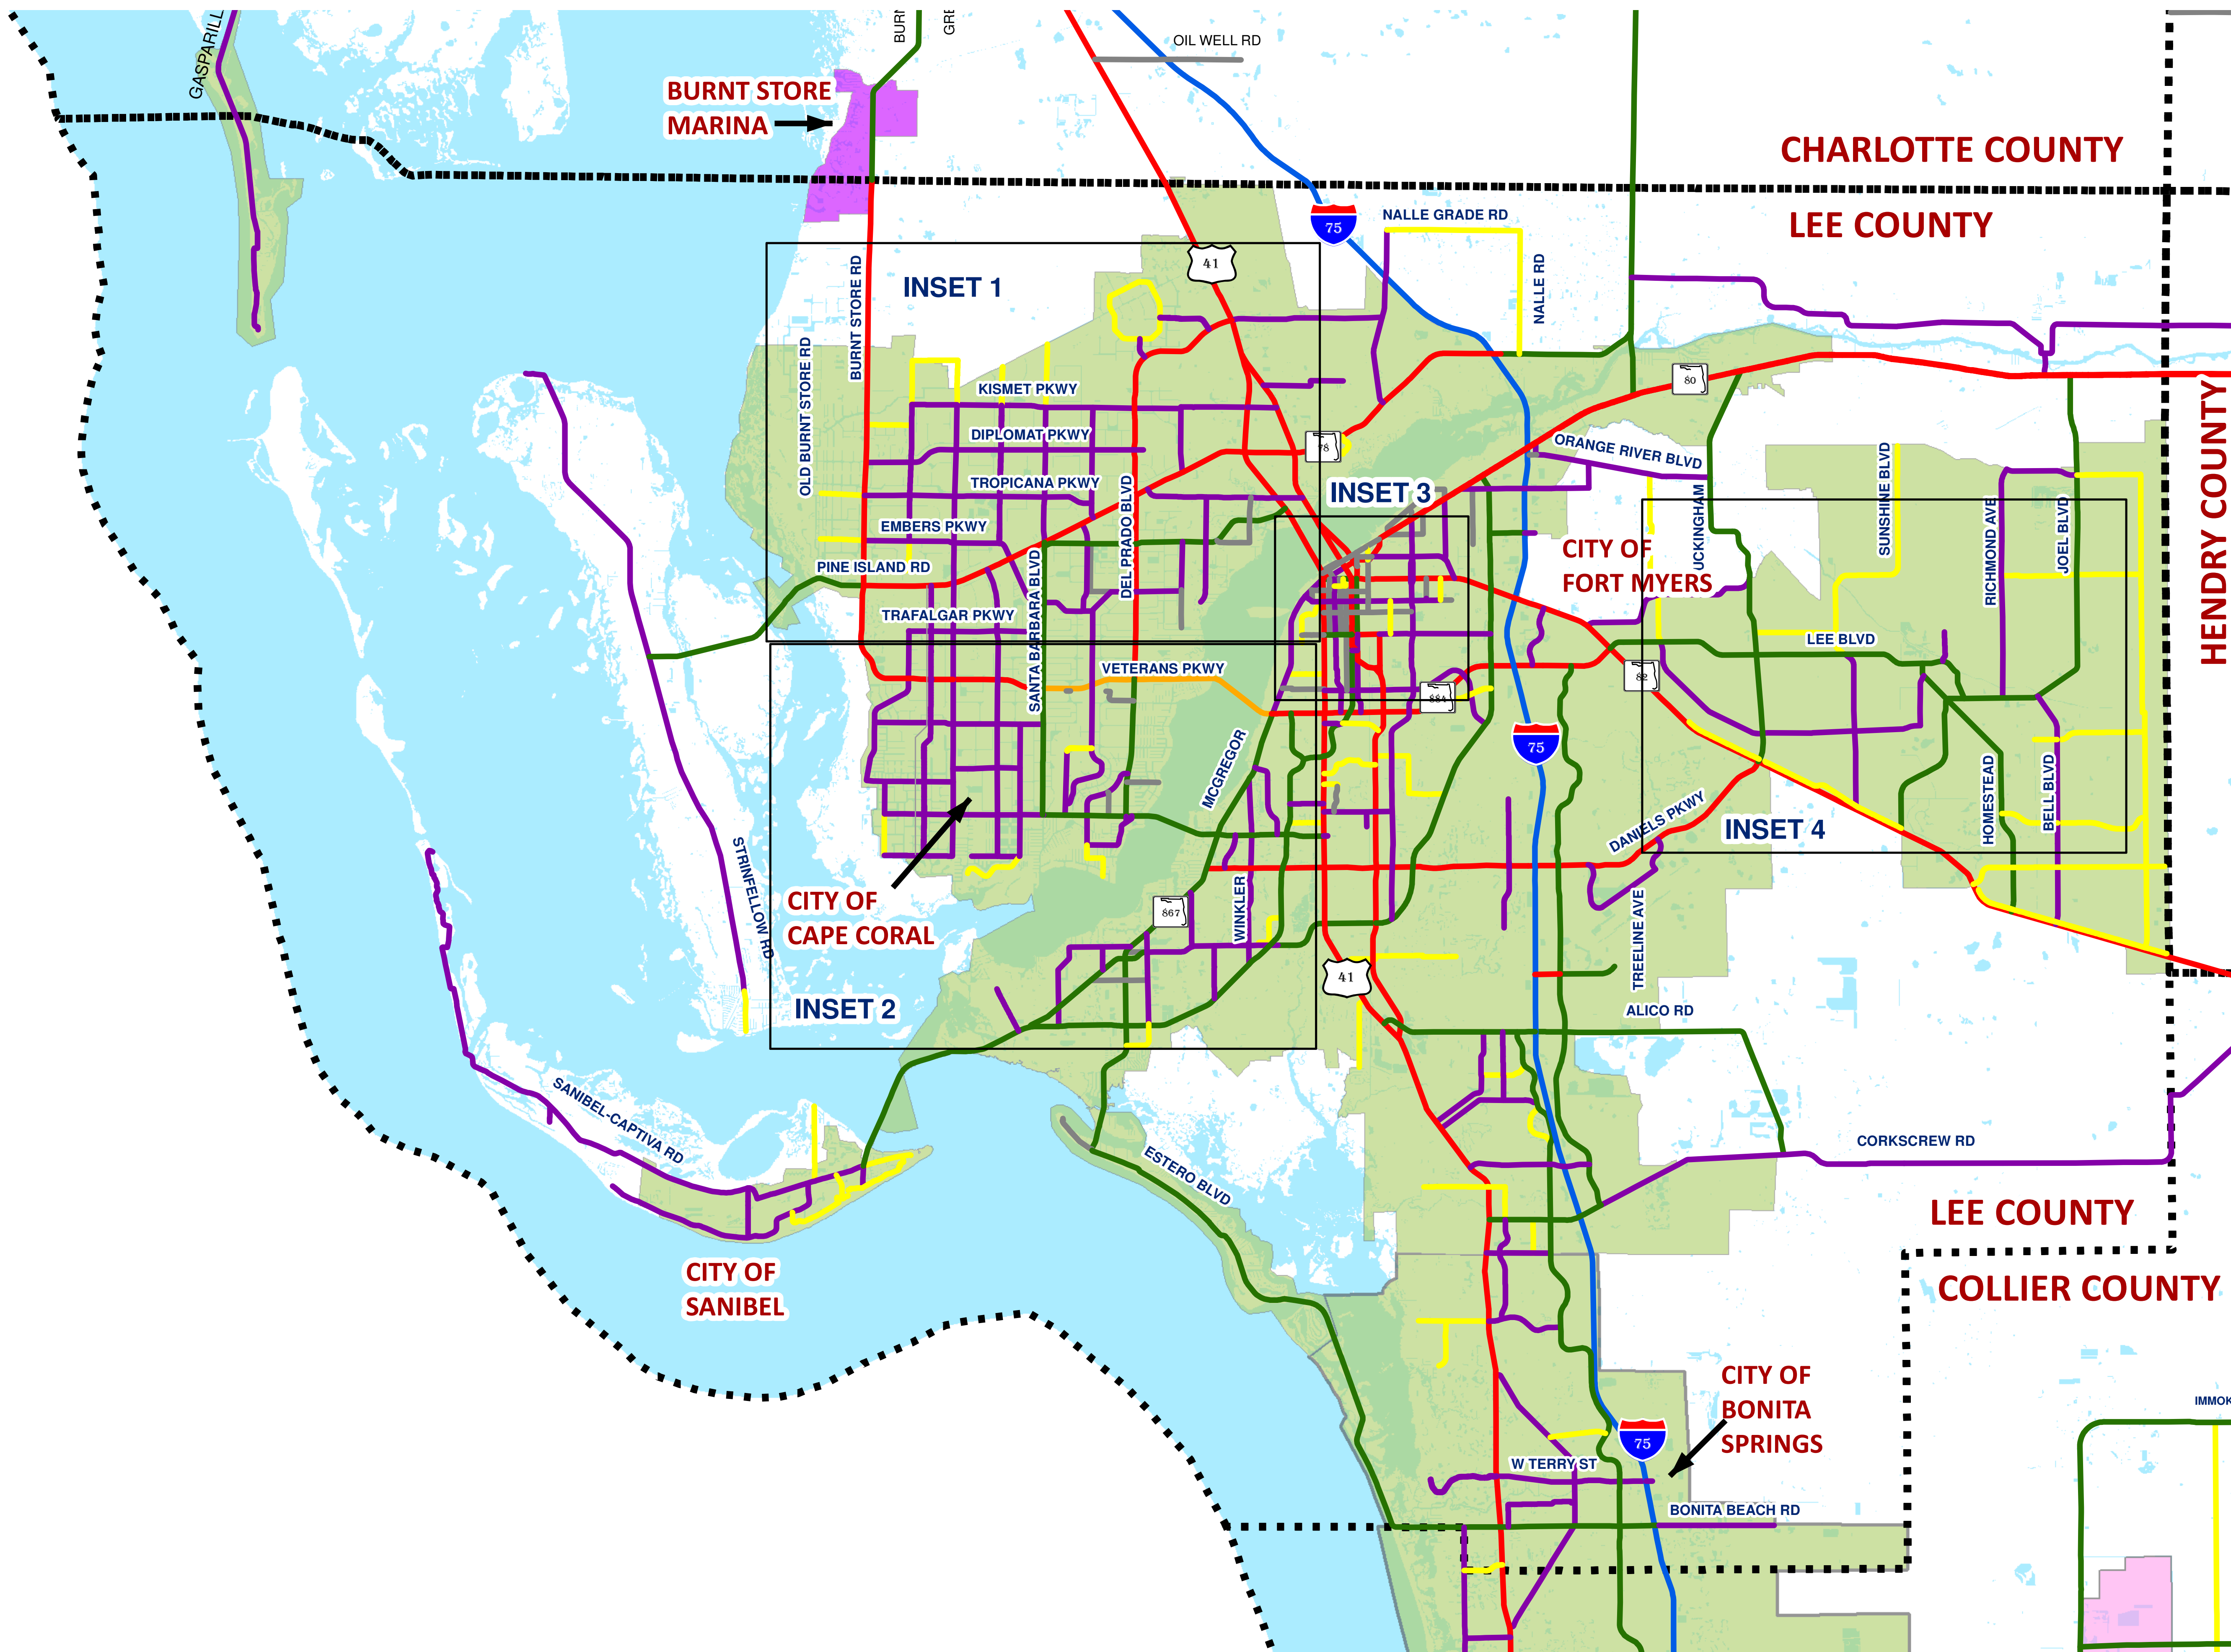 GASPARILL
BURN
GRE
OIL WELL RD
BURNT STORE
MARINA
CHARLOTTE COUNTY
LEE COUNTY
75
NALLE GRADE RD
41
INSET 1
NALLE RD
BURNT STORE RD
OLD BURNT STORE RD
KISMET PKWY
80
HENDRY COUNTY
DIPLOMAT PKWY
78
ORANGE RIVER BLVD
TROPICANA PKWY
DEL PRADO BLVD
INSET 3
SUNSHINE BLVD
UCKINGHAM
RICHMOND AVE
JOEL BLVD
EMBERS PKWY
CITY OF
FORT MYERS
PINE ISLAND RD
SANTA BARBARA BLVD
TRAFALGAR PKWY
LEE BLVD
VETERANS PKWY
82
884
75
MCGREGOR
HOMESTEAD
BELL BLVD
DANIELS PKWY
INSET 4
STRINFELLOW RD
CITY OF
CAPE CORAL
867
WINKLER
TREELINE AVE
41
INSET 2
ALICO RD
SANIBEL-CAPTIVA RD
CORKSCREW RD
ESTERO BLVD
LEE COUNTY
CITY OF
SANIBEL
COLLIER COUNTY
CITY OF
BONITA
SPRINGS
IMMOK
75
W TERRY ST
BONITA BEACH RD